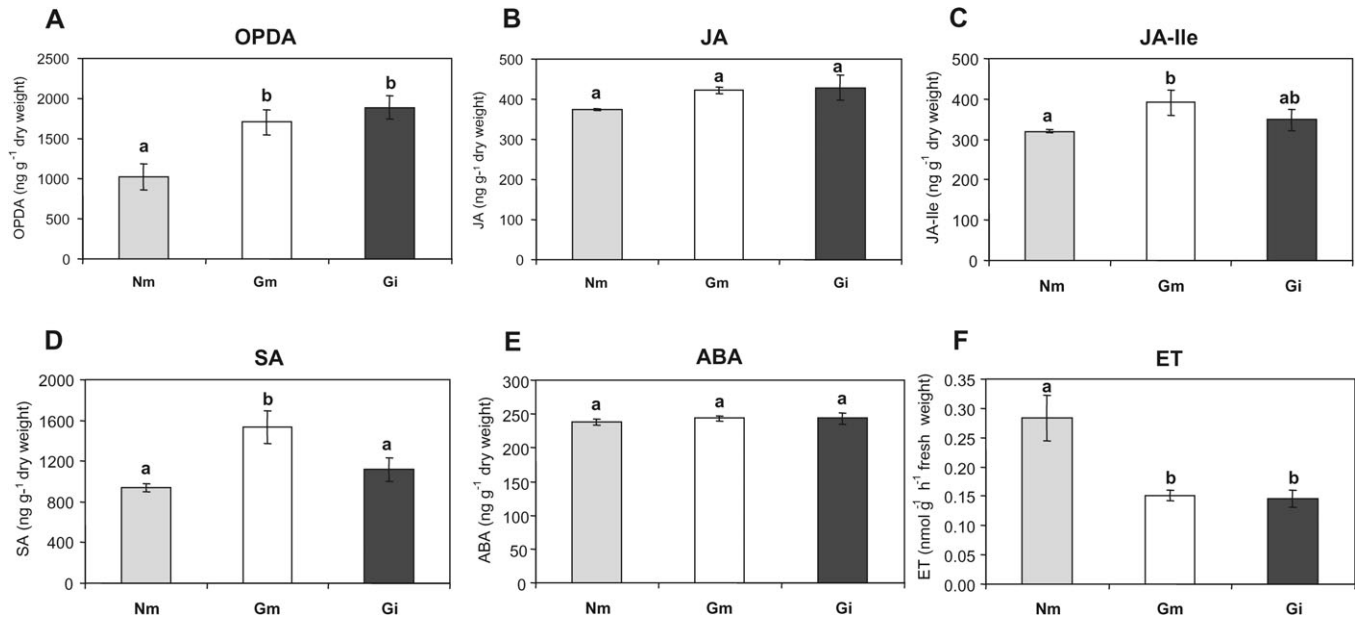 A
OPDA
OPDA (ng g⁻¹ dry weight)
2500
2000
1500
1000
500
0
a
b
b
Nm
Gm
Gi
B
JA
JA (ng g-¹ dry weight)
500
400
300
200
100
0
a
a
a
Nm
Gm
Gi
C
JA-Ile
JA-Ile (ng g⁻¹ dry weight)
500
400
300
200
100
0
a
b
ab
Nm
Gm
Gi
D
SA
SA (ng g-¹ dry weight)
2000
1600
1200
800
400
0
a
b
a
Nm
Gm
Gi
E
ABA
ABA (ng g⁻¹ dry weight)
300
250
200
150
100
50
0
a
a
a
Nm
Gm
Gi
F
ET
ET (nmol g⁻¹ h⁻¹ fresh weight)
0.35
0.30
0.25
0.20
0.15
0.10
0.05
0.00
a
b
b
Nm
Gm
Gi